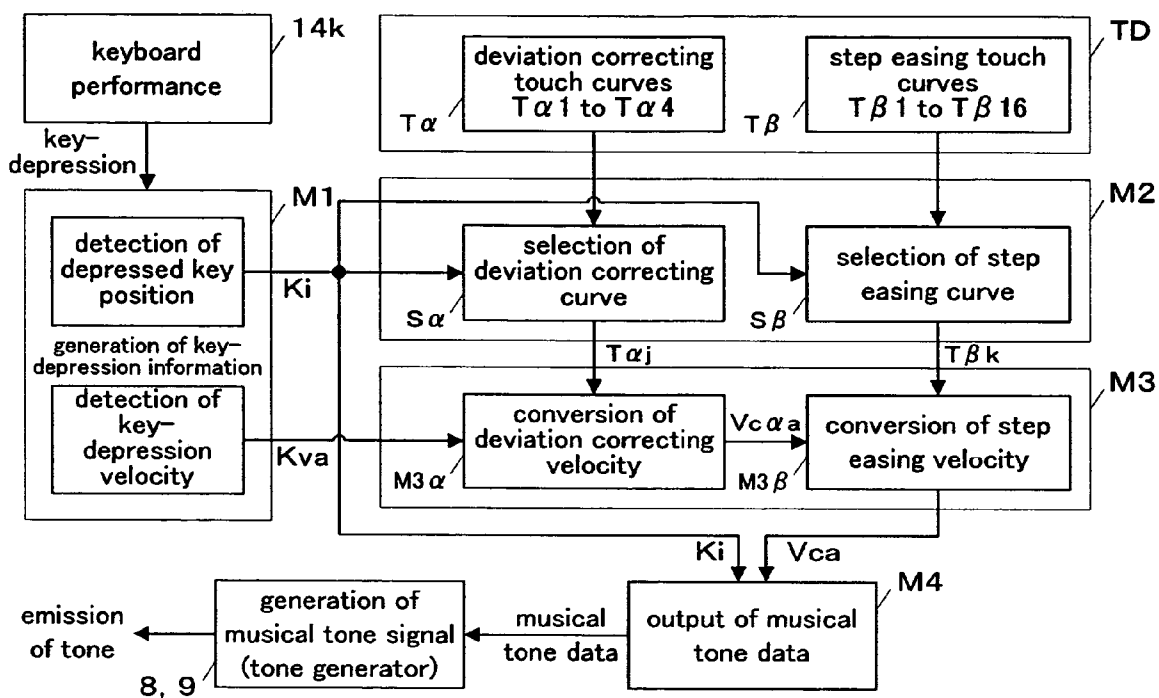 keyboard
performance
14k
key-
depression
TD
deviation correcting
touch curves
Tα1 to Tα4
Tα
step easing touch
curves
Tβ1 to Tβ16
Tβ
M1
detection of
depressed key
position
Ki
generation of key-
depression information
detection of
key-
depression
velocity
Kva
M2
selection of
deviation correcting
curve
Sα
selection of step
easing curve
Sβ
Tαj
Tβk
M3
conversion of
deviation correcting
velocity
M3α
Vcαa
conversion of step
easing velocity
M3β
Ki
Vca
M4
output of musical
tone data
musical
tone data
generation of
musical tone signal
(tone generator)
8, 9
emission
of tone